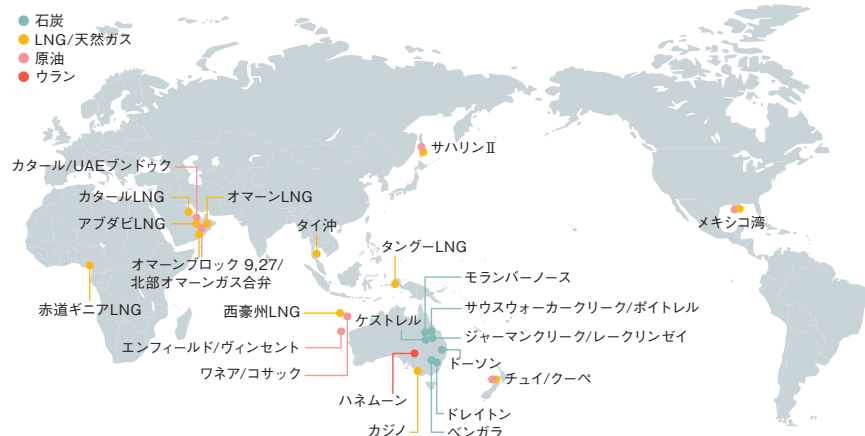 石炭
LNG/天然ガス
原油
ウラン
サハリンⅡ
カタール/UAEブンドゥク
カタールLNG
オマーンLNG
アブダビLNG
タイ沖
メキシコ湾
タングーLNG
オマーンブロック 9,27/
北部オマーンガス合弁
モランバーノース
赤道ギニアLNG
西豪州LNG
サウスウォーカークリーク/ポイトレル
ケストレル
ジャーマンクリーク/レークリンゼイ
エンフィールド/ヴィンセント
ドーソン
ワネア/コサック
チュイ/クーペ
ハネムーン
ドレイトン
カジノ
ベンガラ